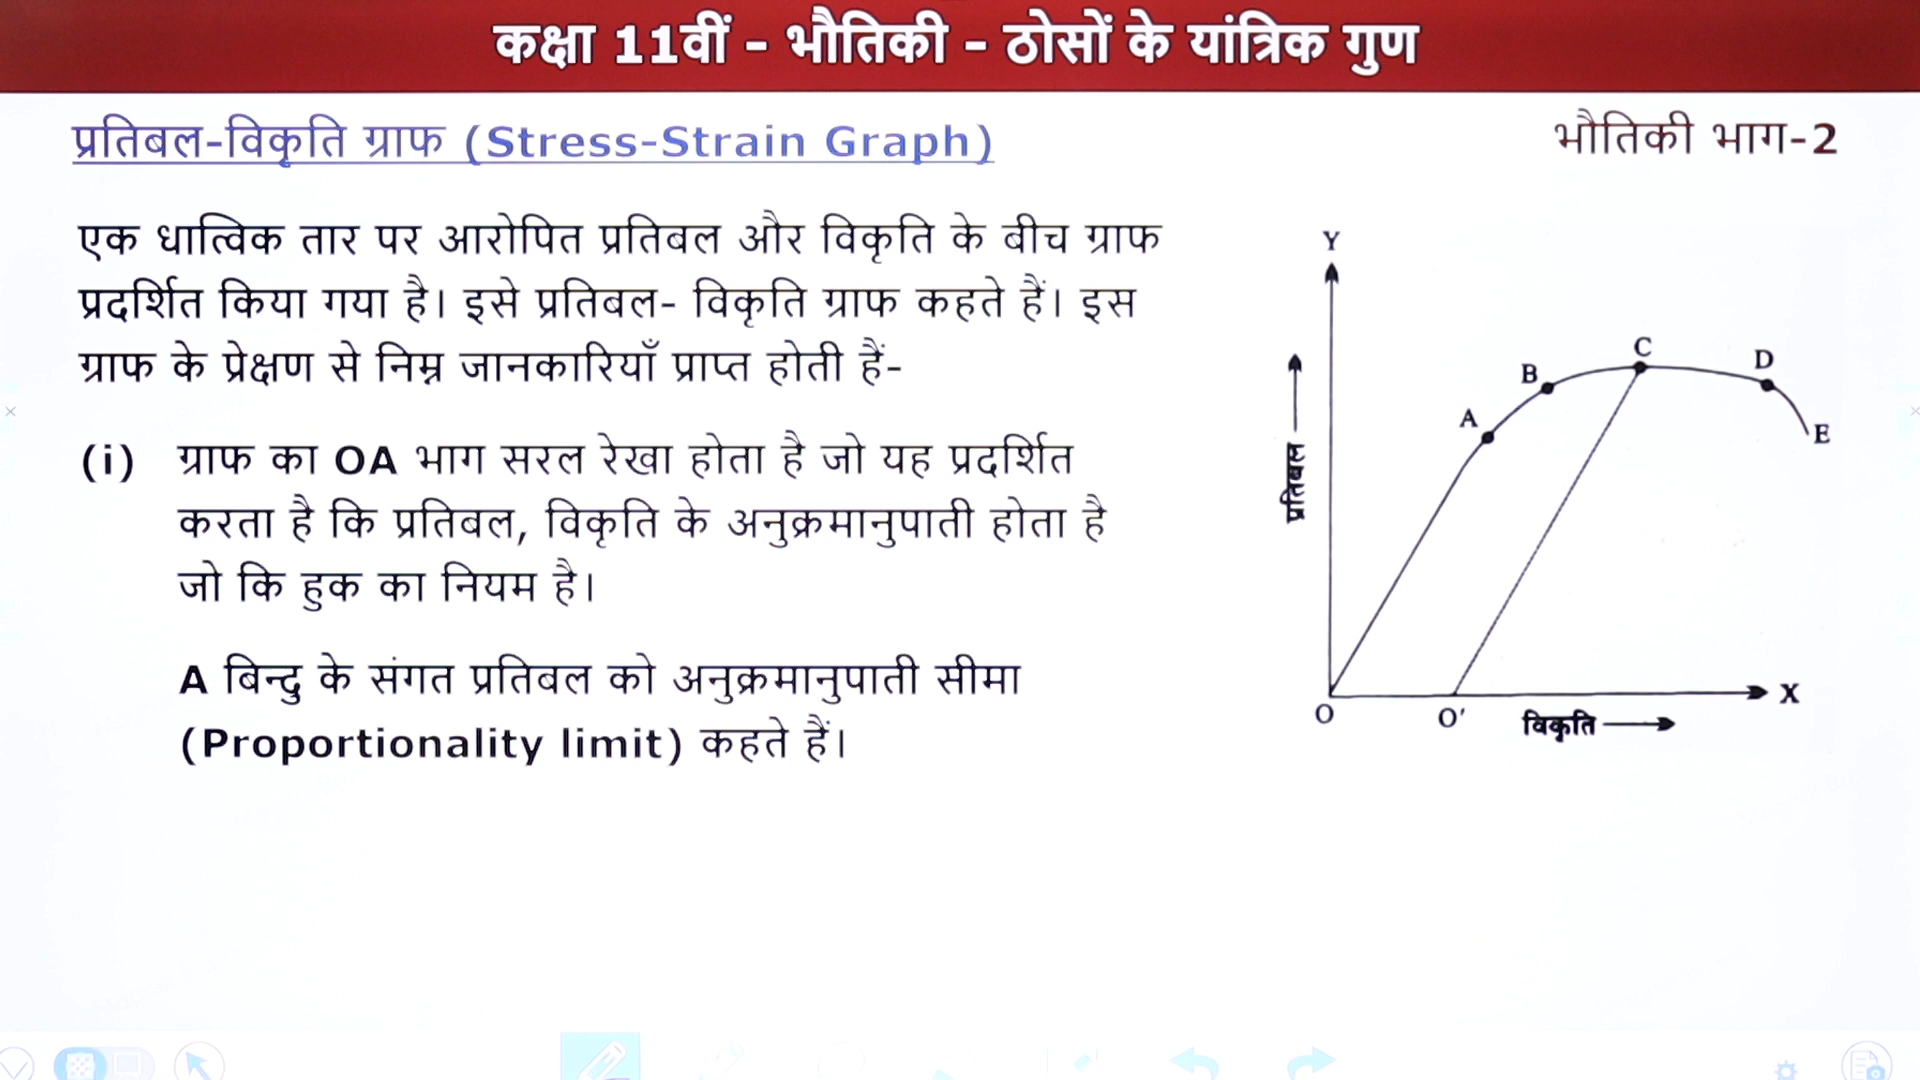 कक्षा 11वीं - भौतिकी - ठोसों के यांत्रिक गुण
प्रतिबल-विकृति ग्राफ (Stress-Strain Graph)
भौतिकी भाग-2
एक धात्विक तार पर आरोपित प्रतिबल और विकृति के बीच ग्राफ
प्रदर्शित किया गया है। इसे प्रतिबल- विकृति ग्राफ कहते हैं। इस
ग्राफ के प्रेक्षण से निम्न जानकारियाँ प्राप्त होती हैं-
(i) ग्राफ का OA भाग सरल रेखा होता है जो यह प्रदर्शित
करता है कि प्रतिबल, विकृति के अनुक्रमानुपाती होता है
जो कि हुक का नियम है।
A बिन्दु के संगत प्रतिबल को अनुक्रमानुपाती सीमा
(Proportionality limit) कहते हैं।
Y
C
D
B
A
E
प्रतिबल
X
O
O'
विकृति